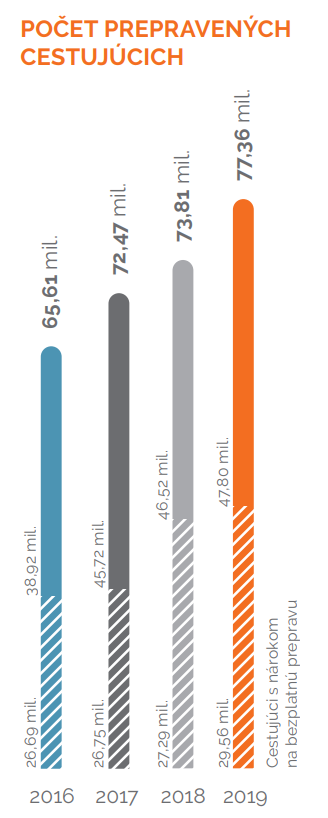 POČET PREPRAVENÝCH
CESTUJÚCICH
65,61 mil.
72,47 mil.
73,81 mil.
77,36 mil.
38,92 mil.
45,72 mil.
46,52 mil.
47,80 mil.
26,69 mil.
26,75 mil.
27,29 mil.
29,56 mil.
Cestujúci s nárokom
na bezplatnú prepravu
2016 2017 2018 2019